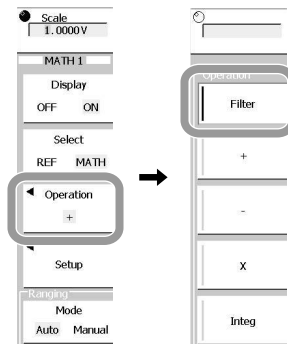 Scale
1.0000 V
MATH 1
Display
OFF ON
Select
REF MATH
Operation
+
Setup
Ranging
Mode
Auto Manual
Operation
Filter
+
-
X
Integ